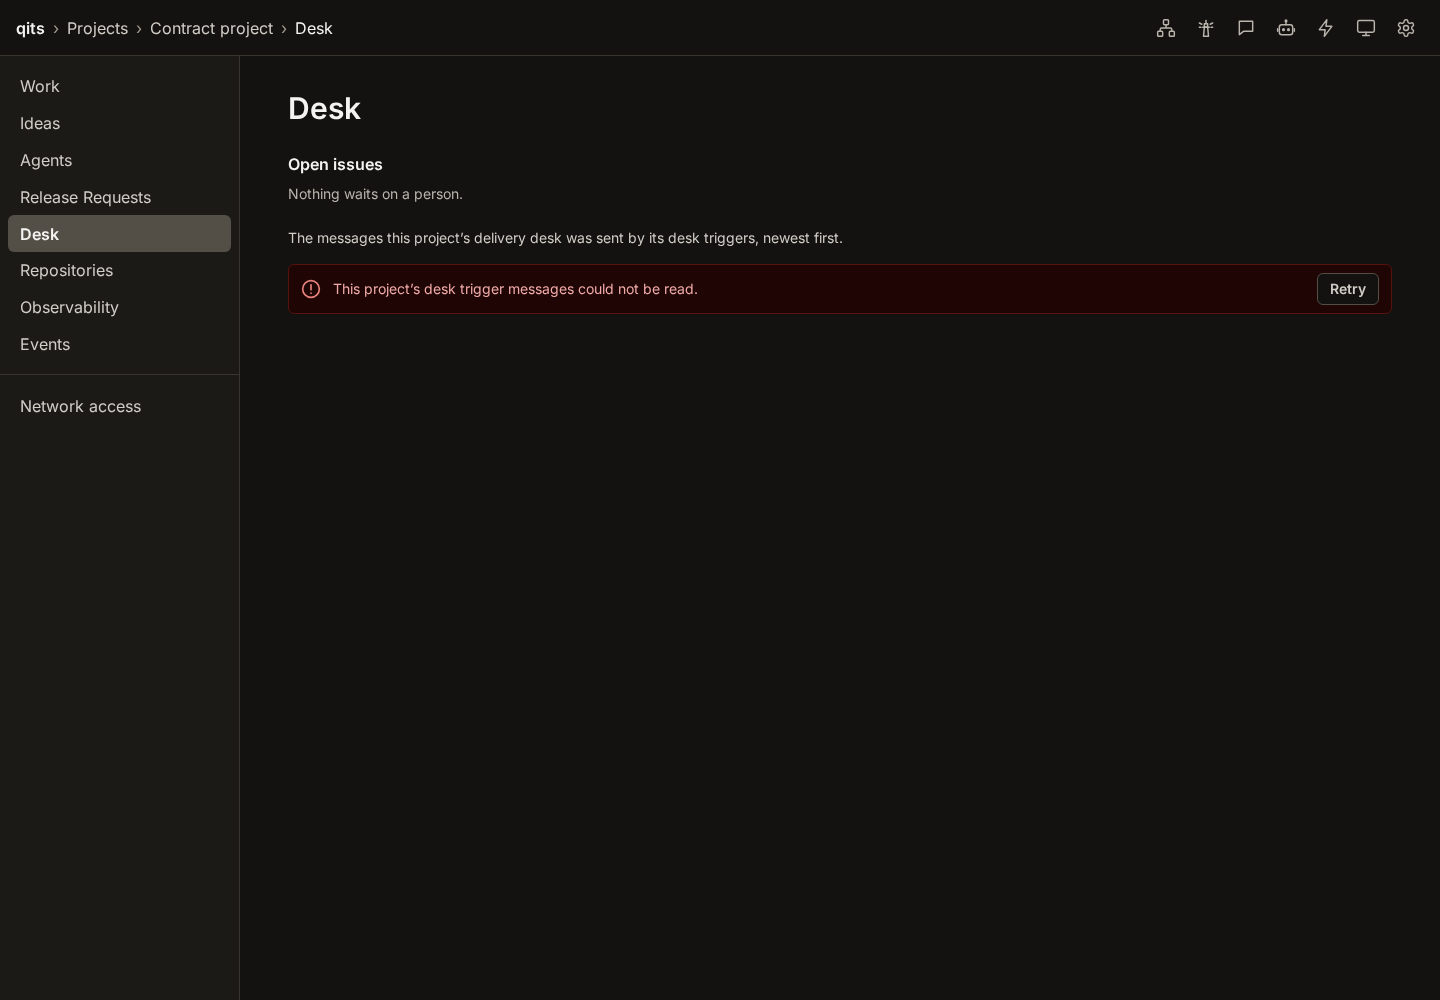 qits › Projects › Contract project › Desk
Work
Ideas
Agents
Release Requests
Desk
Repositories
Observability
Events
Network access
Desk
Open issues
Nothing waits on a person.
The messages this project’s delivery desk was sent by its desk triggers, newest first.
This project’s desk trigger messages could not be read.
Retry